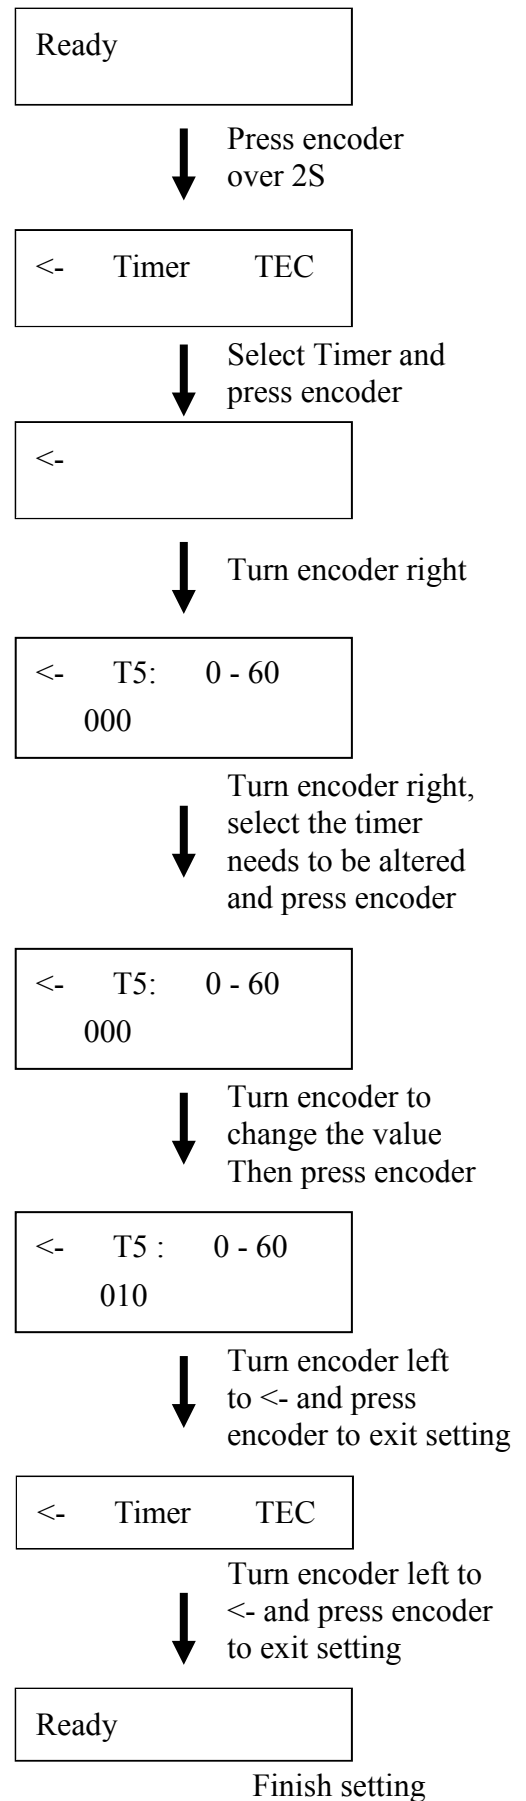 Ready
Press encoder
over 2S
<- Timer TEC
Select Timer and
press encoder
<-
Turn encoder right
<- T5: 0 - 60
000
Turn encoder right,
select the timer
needs to be altered
and press encoder
<- T5: 0 - 60
000
Turn encoder to
change the value
Then press encoder
<- T5 : 0 - 60
010
Turn encoder left
to <- and press
encoder to exit setting
<- Timer TEC
Turn encoder left to
<- and press encoder
to exit setting
Ready
Finish setting